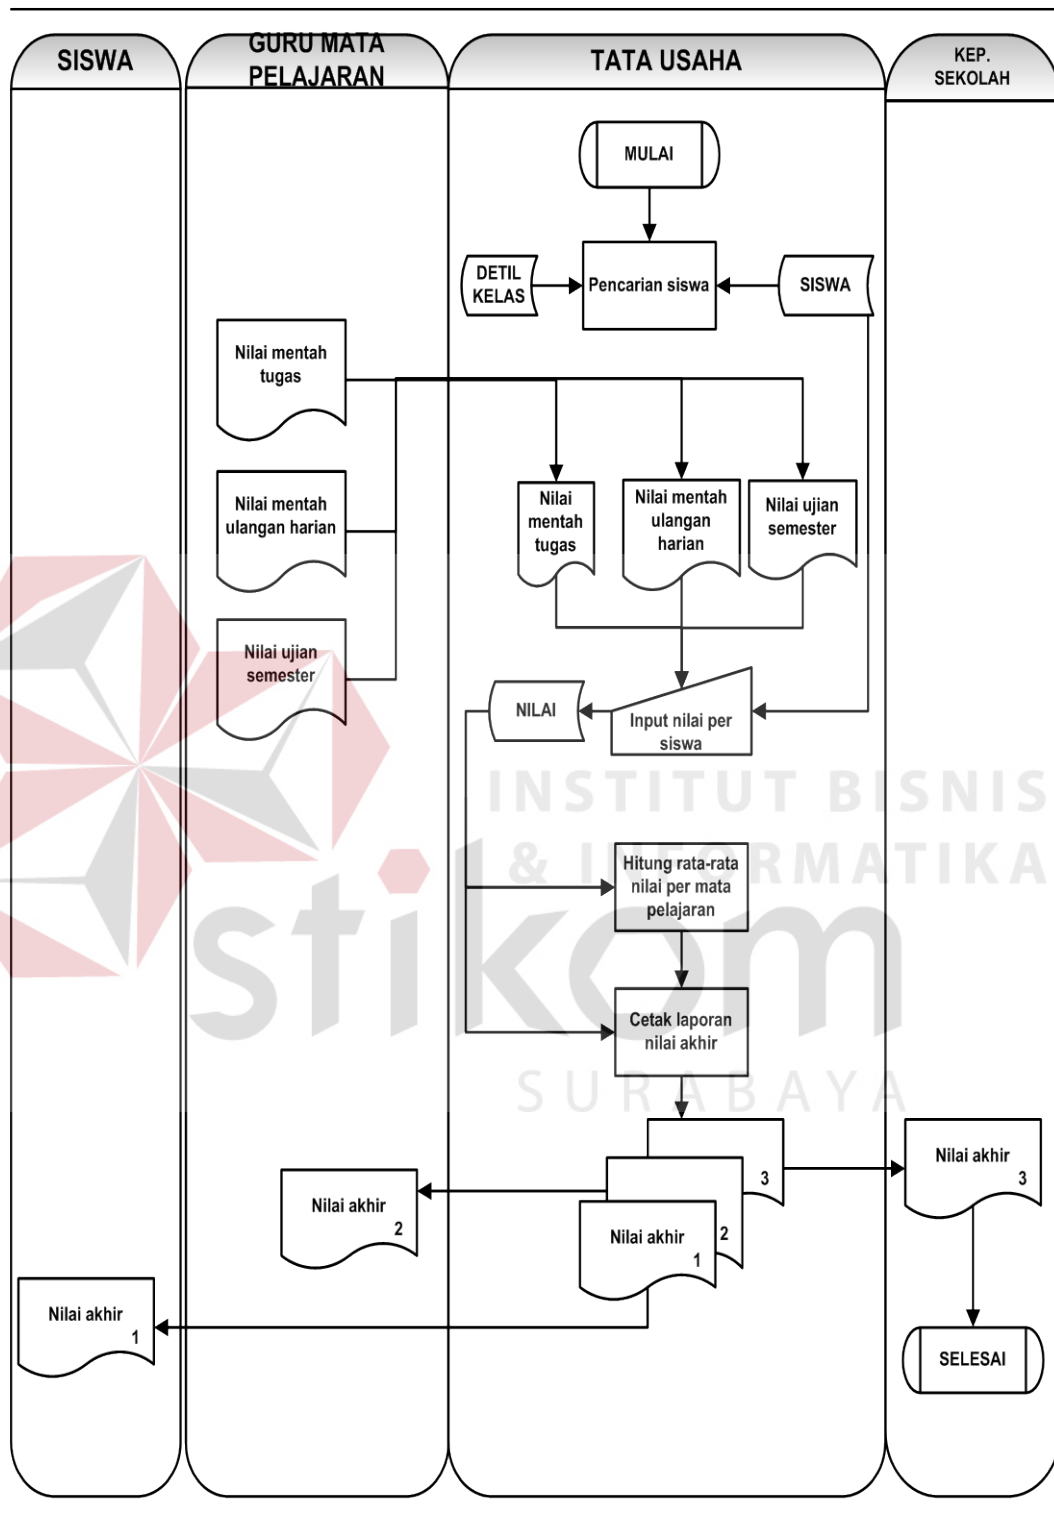 SISWA
GURU MATA
PELAJARAN
TATA USAHA
KEP.
SEKOLAH
MULAI
DETIL
KELAS
Pencarian siswa
SISWA
Nilai mentah
tugas
Nilai mentah
ulangan harian
Nilai ujian
semester
Nilai
mentah
tugas
Nilai mentah
ulangan
harian
Nilai ujian
semester
NILAI
Input nilai per
siswa
INSTITUT BISNIS
& INFORMATIKA
stikom
SURABAYA
Hitung rata-rata
nilai per mata
pelajaran
Cetak laporan
nilai akhir
3
2
Nilai akhir
1
Nilai akhir
2
Nilai akhir
1
Nilai akhir
3
SELESAI